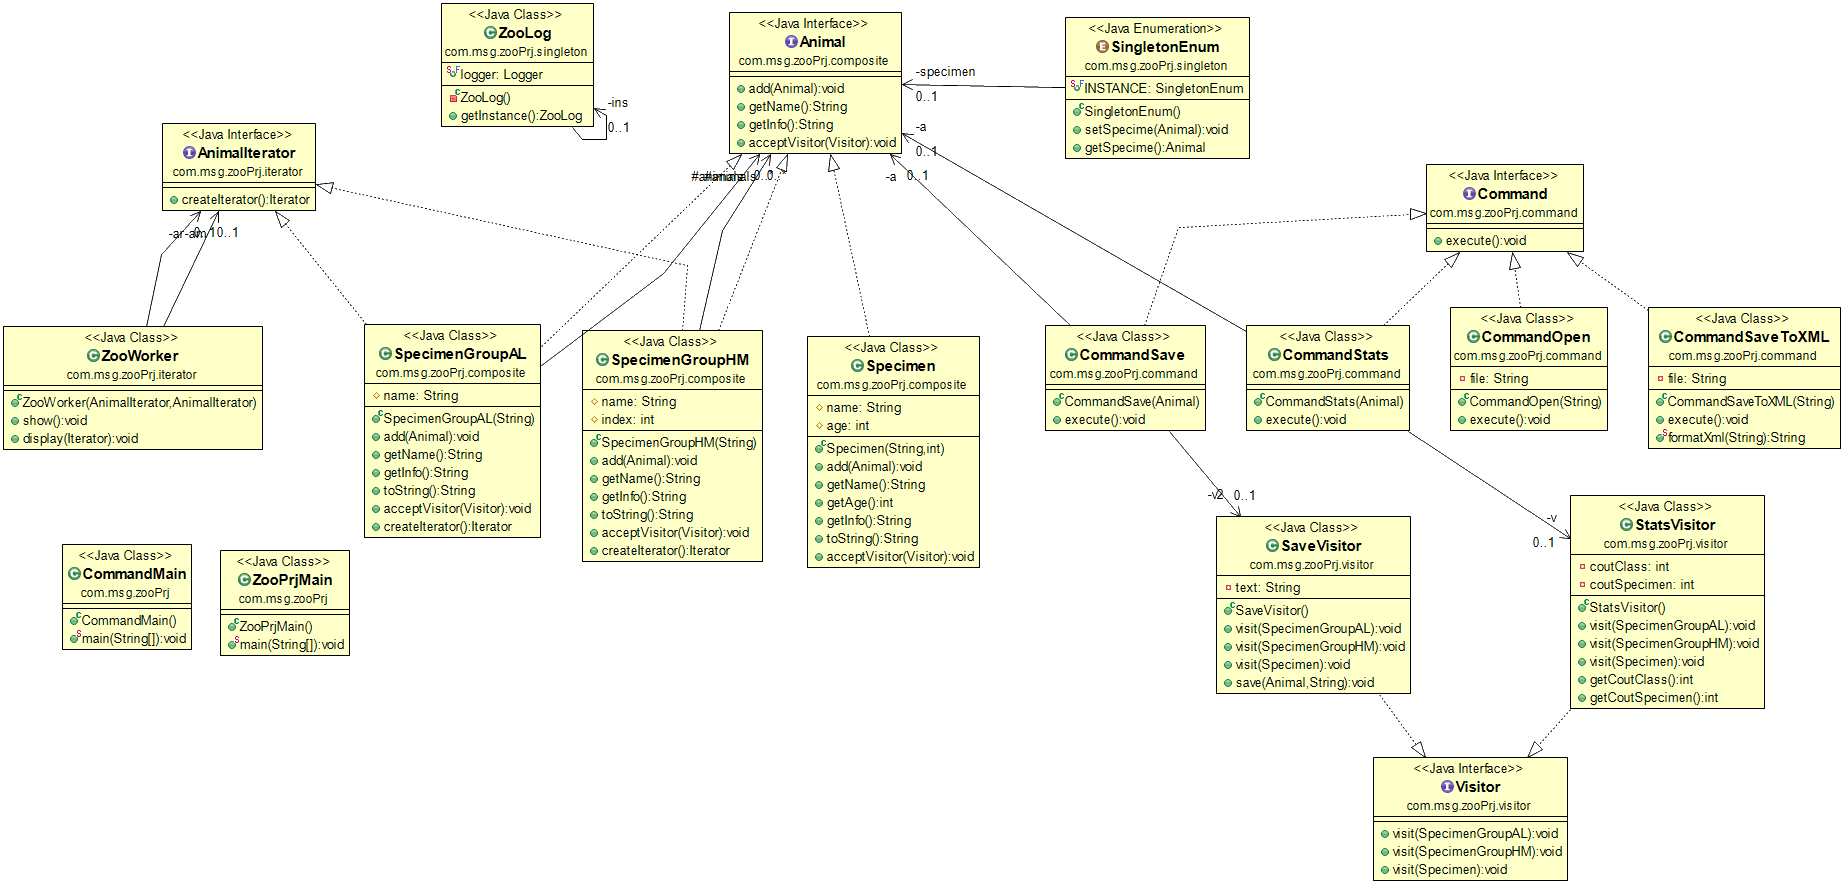 <<Java Class>>
ZooLog
com.msg.zooPrj.singleton
logger: Logger
ZooLog()
getInstance():ZooLog
-ins
0..1
<<Java Interface>>
Animal
com.msg.zooPrj.composite
add(Animal):void
getName():String
getInfo():String
acceptVisitor(Visitor):void
-specimen
0..1
-a
0..1
-a
0..1
<<Java Enumeration>>
SingletonEnum
com.msg.zooPrj.singleton
INSTANCE: SingletonEnum
SingletonEnum()
setSpecime(Animal):void
getSpecime():Animal
<<Java Interface>>
AnimalIterator
com.msg.zooPrj.iterator
createIterator():Iterator
0..1
<<Java Interface>>
Command
com.msg.zooPrj.command
execute():void
<<Java Class>>
ZooWorker
com.msg.zooPrj.iterator
ZooWorker(AnimalIterator,AnimalIterator)
show():void
display(Iterator):void
<<Java Class>>
SpecimenGroupAL
com.msg.zooPrj.composite
name: String
SpecimenGroupAL(String)
add(Animal):void
getName():String
getInfo():String
toString():String
acceptVisitor(Visitor):void
createIterator():Iterator
<<Java Class>>
SpecimenGroupHM
com.msg.zooPrj.composite
name: String
index: int
SpecimenGroupHM(String)
add(Animal):void
getName():String
getInfo():String
toString():String
acceptVisitor(Visitor):void
createIterator():Iterator
<<Java Class>>
Specimen
com.msg.zooPrj.composite
name: String
age: int
Specimen(String,int)
add(Animal):void
getName():String
getAge():int
getInfo():String
toString():String
acceptVisitor(Visitor):void
<<Java Class>>
CommandSave
com.msg.zooPrj.command
CommandSave(Animal)
execute():void
<<Java Class>>
CommandStats
com.msg.zooPrj.command
CommandStats(Animal)
execute():void
<<Java Class>>
CommandOpen
com.msg.zooPrj.command
file: String
CommandOpen(String)
execute():void
<<Java Class>>
CommandSaveToXML
com.msg.zooPrj.command
file: String
CommandSaveToXML(String)
execute():void
formatXml(String):String
-v2
0..1
-v
0..1
<<Java Class>>
CommandMain
com.msg.zooPrj
CommandMain()
main(String[]):void
<<Java Class>>
ZooPrjMain
com.msg.zooPrj
ZooPrjMain()
main(String[]):void
<<Java Class>>
SaveVisitor
com.msg.zooPrj.visitor
text: String
SaveVisitor()
visit(SpecimenGroupAL):void
visit(SpecimenGroupHM):void
visit(Specimen):void
save(Animal,String):void
<<Java Class>>
StatsVisitor
com.msg.zooPrj.visitor
coutClass: int
coutSpecimen: int
StatsVisitor()
visit(SpecimenGroupAL):void
visit(SpecimenGroupHM):void
visit(Specimen):void
getCoutClass():int
getCoutSpecimen():int
<<Java Interface>>
Visitor
com.msg.zooPrj.visitor
visit(SpecimenGroupAL):void
visit(SpecimenGroupHM):void
visit(Specimen):void